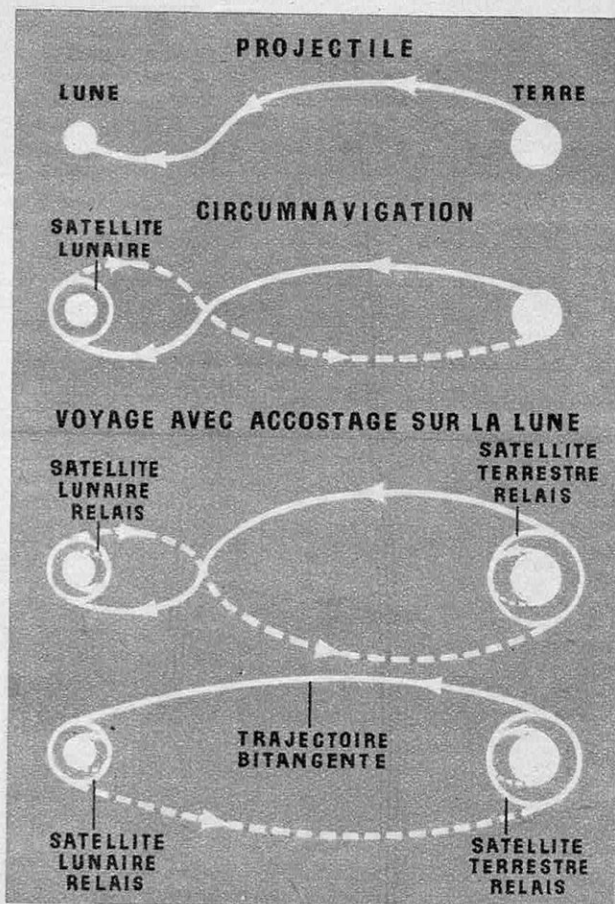 PROJECTILE
LUNE
TERRE
CIRCUMNAVIGATION
SATELLITE
LUNAIRE
VOYAGE AVEC ACCOSTAGE SUR LA LUNE
SATELLITE
LUNAIRE
RELAIS
SATELLITE
TERRESTRE
RELAIS
TRAJECTOIRE
BITANGENTE
SATELLITE
LUNAIRE
RELAIS
SATELLITE
TERRESTRE
RELAIS